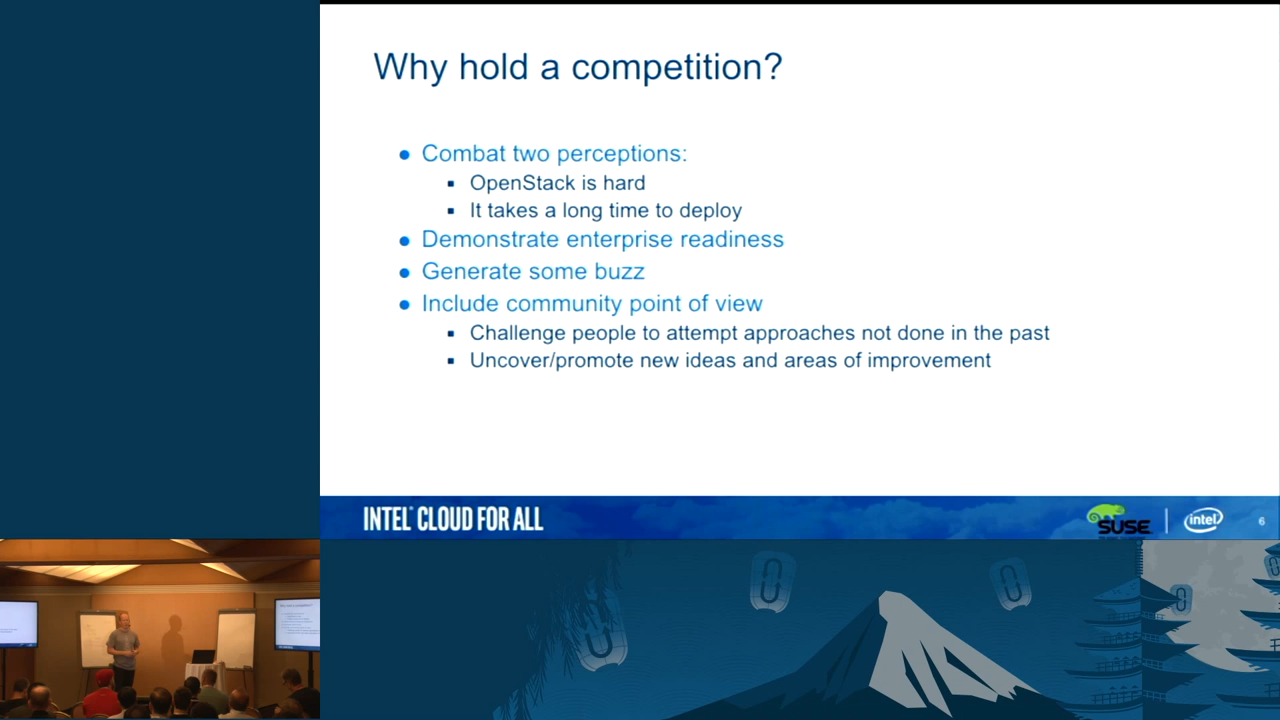 Why hold a competition?
● Combat two perceptions:
▪ OpenStack is hard
▪ It takes a long time to deploy
● Demonstrate enterprise readiness
● Generate some buzz
● Include community point of view
▪ Challenge people to attempt approaches not done in the past
▪ Uncover/promote new ideas and areas of improvement
INTEL® CLOUD FOR ALL
SUSE
intel
6